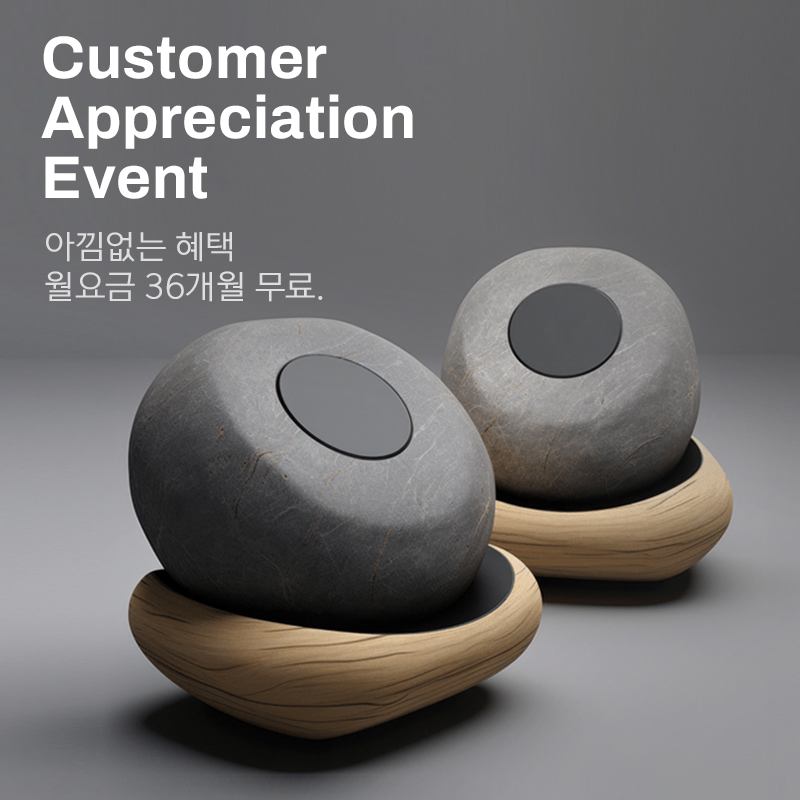 Customer
Appreciation
Event
아낌없는 혜택
월요금 36개월 무료.